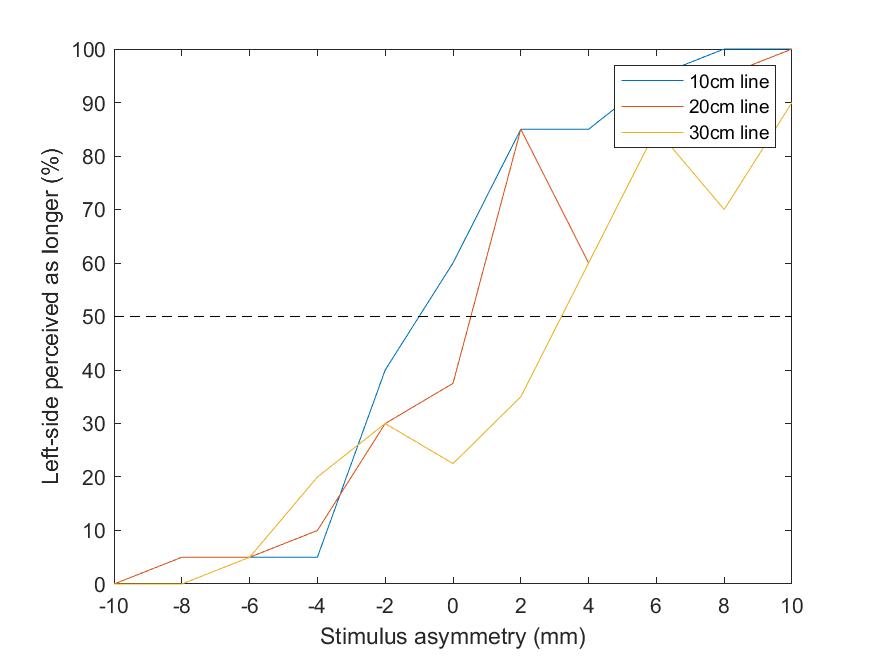 100
90
80
70
60
50
40
30
20
10
0
Left-side perceived as longer (%)
10cm line
20cm line
30cm line
-10 -8 -6 -4 -2 0 2 4 6 8 10
Stimulus asymmetry (mm)